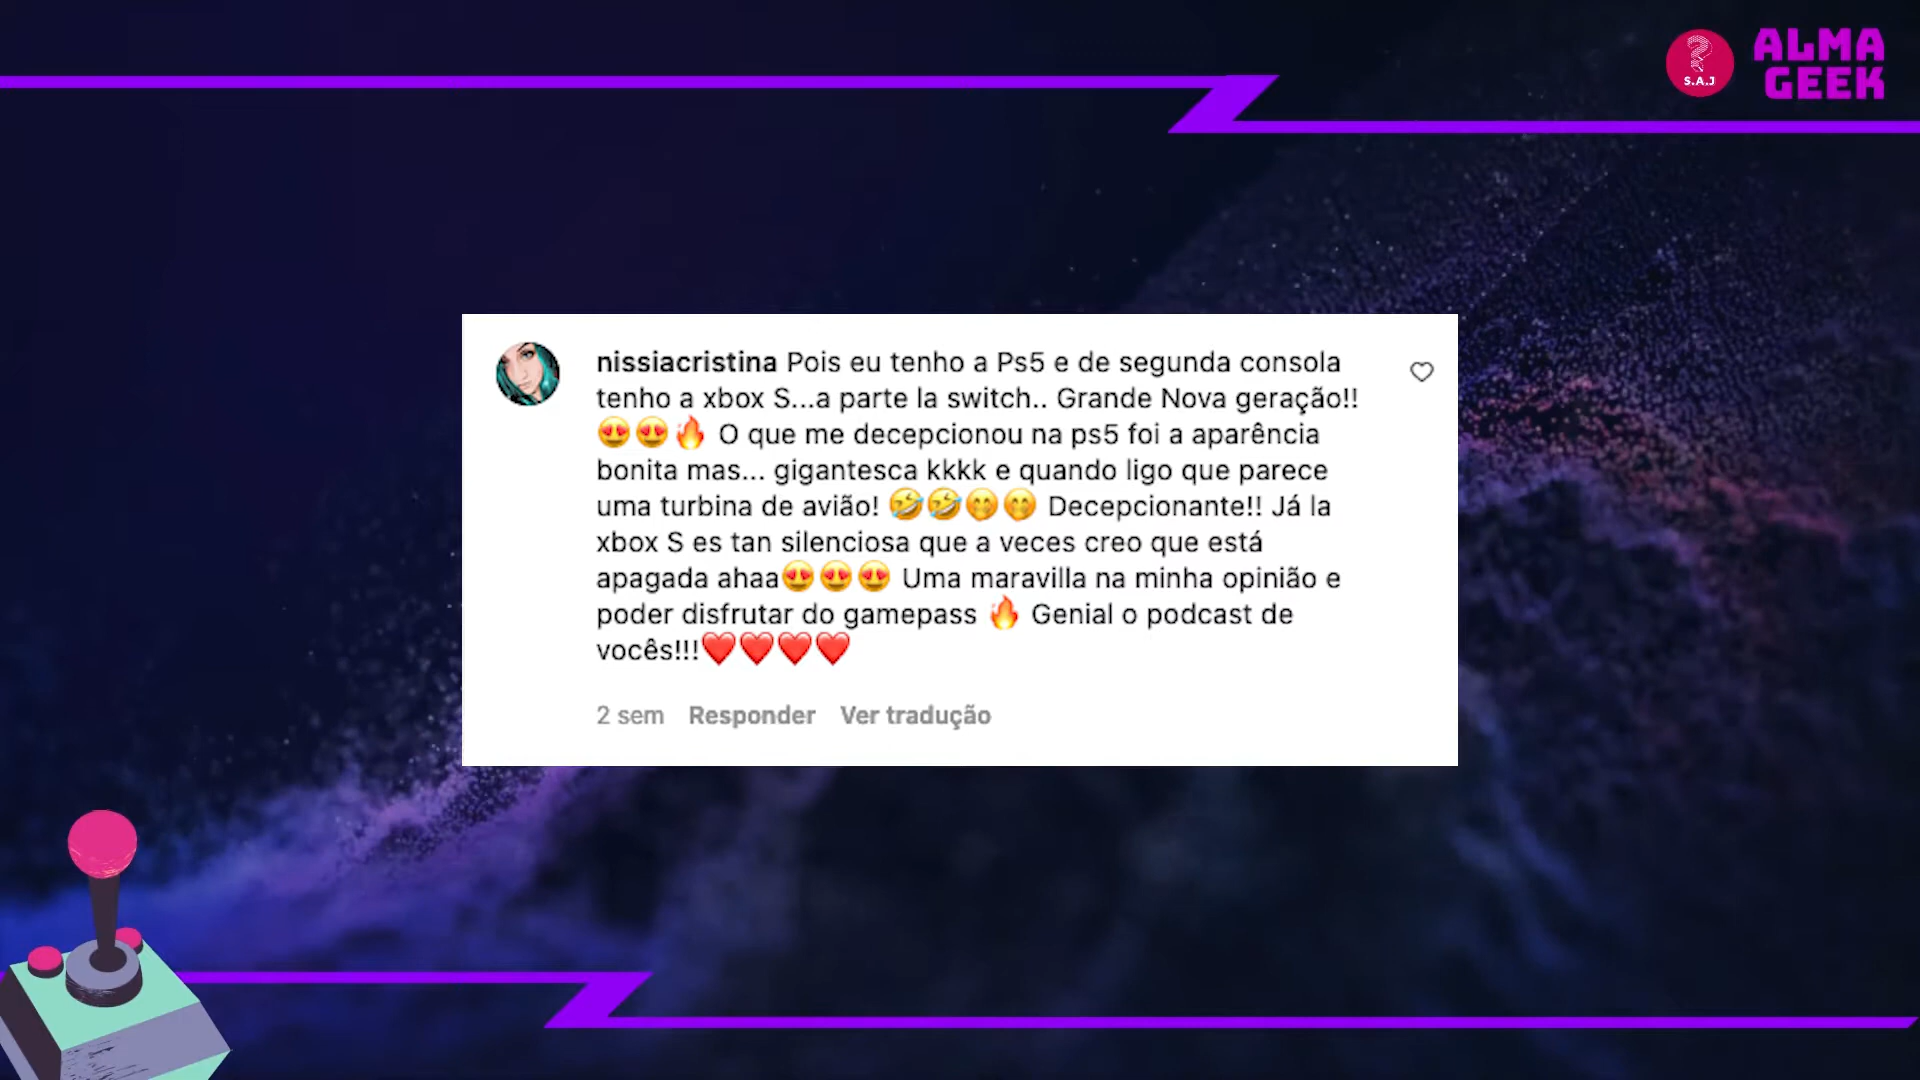 S.A.J
ALMA
GEEK
nissiacristina Pois eu tenho a Ps5 e de segunda consola
tenho a xbox S...a parte la switch.. Grande Nova geração!!
😍😍🔥 O que me decepcionou na ps5 foi a aparência
bonita mas... gigantesca kkkk e quando ligo que parece
uma turbina de avião! 🤣🤣🤭🤭 Decepcionante!! Já la
xbox S es tan silenciosa que a veces creo que está
apagada ahaa😍😍😍 Uma maravilla na minha opinião e
poder disfrutar do gamepass 🔥 Genial o podcast de
vocês!!!❤️❤️❤️❤️
2 sem Responder Ver tradução